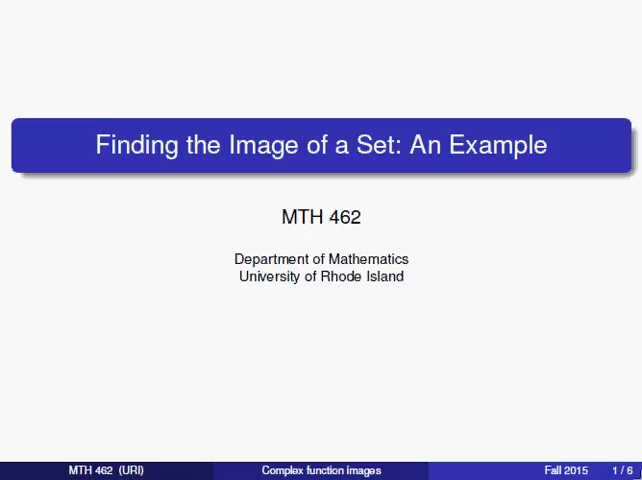 Finding the Image of a Set: An Example
MTH 462
Department of Mathematics
University of Rhode Island
MTH 462 (URI) Complex function images Fall 2015 1 / 6